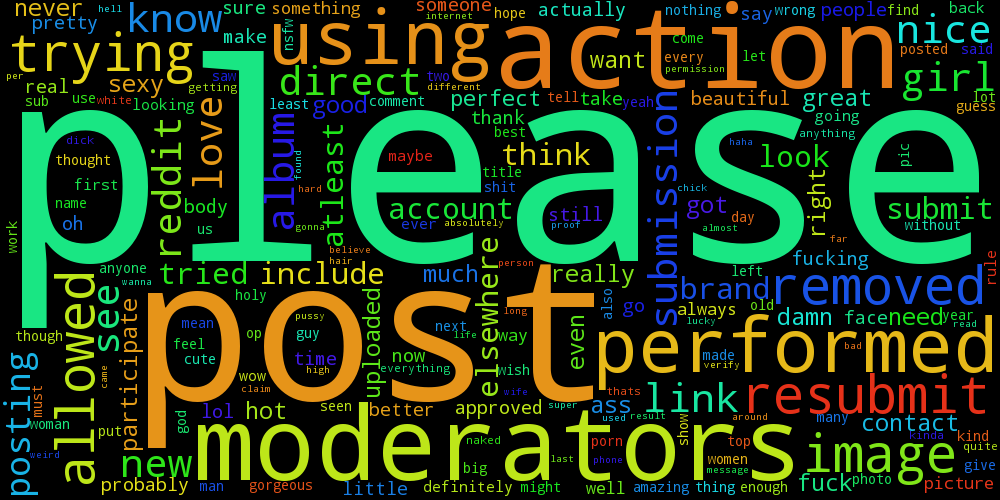 never
hell
pretty
know
sure
make
something
nsfw
using
someone
internet
hope
actually
action
nothing
say
wrong
people
find
back
nice
come
every
permission
let
posted
said
trying
real
sexy
saw
getting
direct
want
girl
per
sub
use
white
looking
love
album
least
good
comment
two
different
perfect
thank
best
tell
take
yeah
beautiful
great
going
anything
lot
guess
please
dick
thought
first
name
oh
work
reddit
body
us
found
hard
gonna
atleast
maybe
account
ever
absolutely
title
shit
think
still
proof
submission
chick
haha
look
got
day
almost
right
pic
submit
without
far
fucking
rule
tried
include
believe
hair
much
person
really
left
brand
removed
anyone
wanna
holy
though
allowed
see
participate
mean
feel
cute
op
pussy
guy
time
high
wow
claim
uploaded
now
everything
next
life
long
way
wish
elsewhere
post
even
also
go
always
lucky
old
damn
face
need
year
read
performed
made
verify
bad
posting
must
woman
came
put
god
lol
hot
seen
better
approved
wife
super
thats
ass
used
result
link
resubmit
around
many
contact
kinda
kind
quite
weird
new
moderators
naked
big
last
porn
phone
show
top
women
message
image
give
probably
man
gorgeous
little
definitely
might
well
amazing
thing
enough
fuck
photo
picture